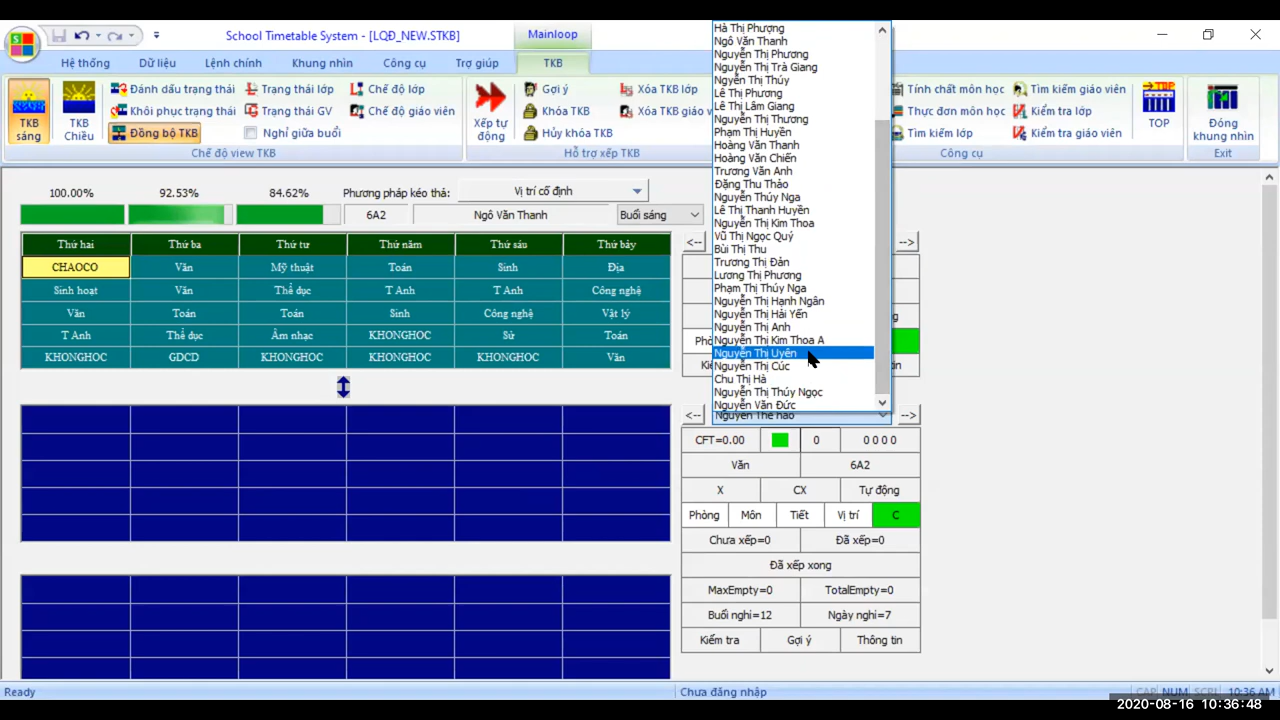 School Timetable System - [LQĐ_NEW.STKB]
Mainloop
Hệ thống
Dữ liệu
Lệnh chính
Khung nhìn
Công cụ
Trợ giúp
TKB
TKB sáng
TKB Chiều
Đánh dấu trạng thái
Khôi phục trạng thái
Đồng bộ TKB
Trạng thái lớp
Trạng thái GV
Nghỉ giữa buổi
Chế độ lớp
Chế độ giáo viên
Chế độ view TKB
Xếp tự động
Gợi ý
Khóa TKB
Hủy khóa TKB
Xóa TKB lớp
Xóa TKB giáo v
Hỗ trợ xếp TKB
Tính chất môn học
Thực đơn môn học
Tìm kiếm lớp
Tìm kiếm giáo viên
Kiểm tra lớp
Kiểm tra giáo viên
TOP
TOP
Công cụ
Đóng khung nhìn
Exit
100.00%
92.53%
84.62%
Phương pháp kéo thả:
Vị trí cố định
6A2
Ngô Văn Thanh
Buổi sáng
Thứ hai Thứ ba Thứ tư Thứ năm Thứ sáu Thứ bảy
CHAOCO Văn Mỹ thuật Toán Sinh Địa
Sinh hoạt Văn Thể dục T Anh T Anh Công nghệ
Văn Toán Toán Sinh Công nghệ Vật lý
T Anh Thể dục Âm nhạc KHONGHOC Sử Toán
KHONGHOC GDCD KHONGHOC KHONGHOC KHONGHOC Văn
Hà Thị Phượng
Ngô Văn Thanh
Nguyễn Thị Phương
Nguyễn Thị Trà Giang
Ngyễn Thị Thúy
Lê Thị Phương
Lê Thị Lâm Giang
Nguyễn Thị Thương
Phạm Thị Huyền
Hoàng Văn Thanh
Hoàng Văn Chiến
Trương Vân Anh
Đặng Thu Thảo
Nguyễn Thúy Nga
Lê Thị Thanh Huyền
Nguyễn Thị Kim Thoa
Vũ Thị Ngọc Quý
Bùi Thị Thu
Trương Thị Đản
Lương Thị Phương
Phạm Thị Thúy Nga
Nguyễn Thị Hạnh Ngân
Nguyễn Thị Hải Yến
Nguyễn Thị Anh
Nguyễn Thị Kim Thoa A
Nguyễn Thị Uyên
Nguyễn Thị Cúc
Chu Thị Hà
Nguyễn Thị Thúy Ngọc
Nguyễn Văn Đức
<-- -->
<-- Nguyễn Thế hào -->
CFT=0.00 0 0 0 0 0
Văn 6A2
X CX Tự động
Phòng Môn Tiết Vị trí C
Chưa xếp=0 Đã xếp=0
Đã xếp xong
MaxEmpty=0 TotalEmpty=0
Buổi nghỉ=12 Ngày nghỉ=7
Kiểm tra Gợi ý Thông tin
Ready
Chưa đăng nhập
CAP NUM SCRL 10:36 AM
2020-08-16 10:36:48